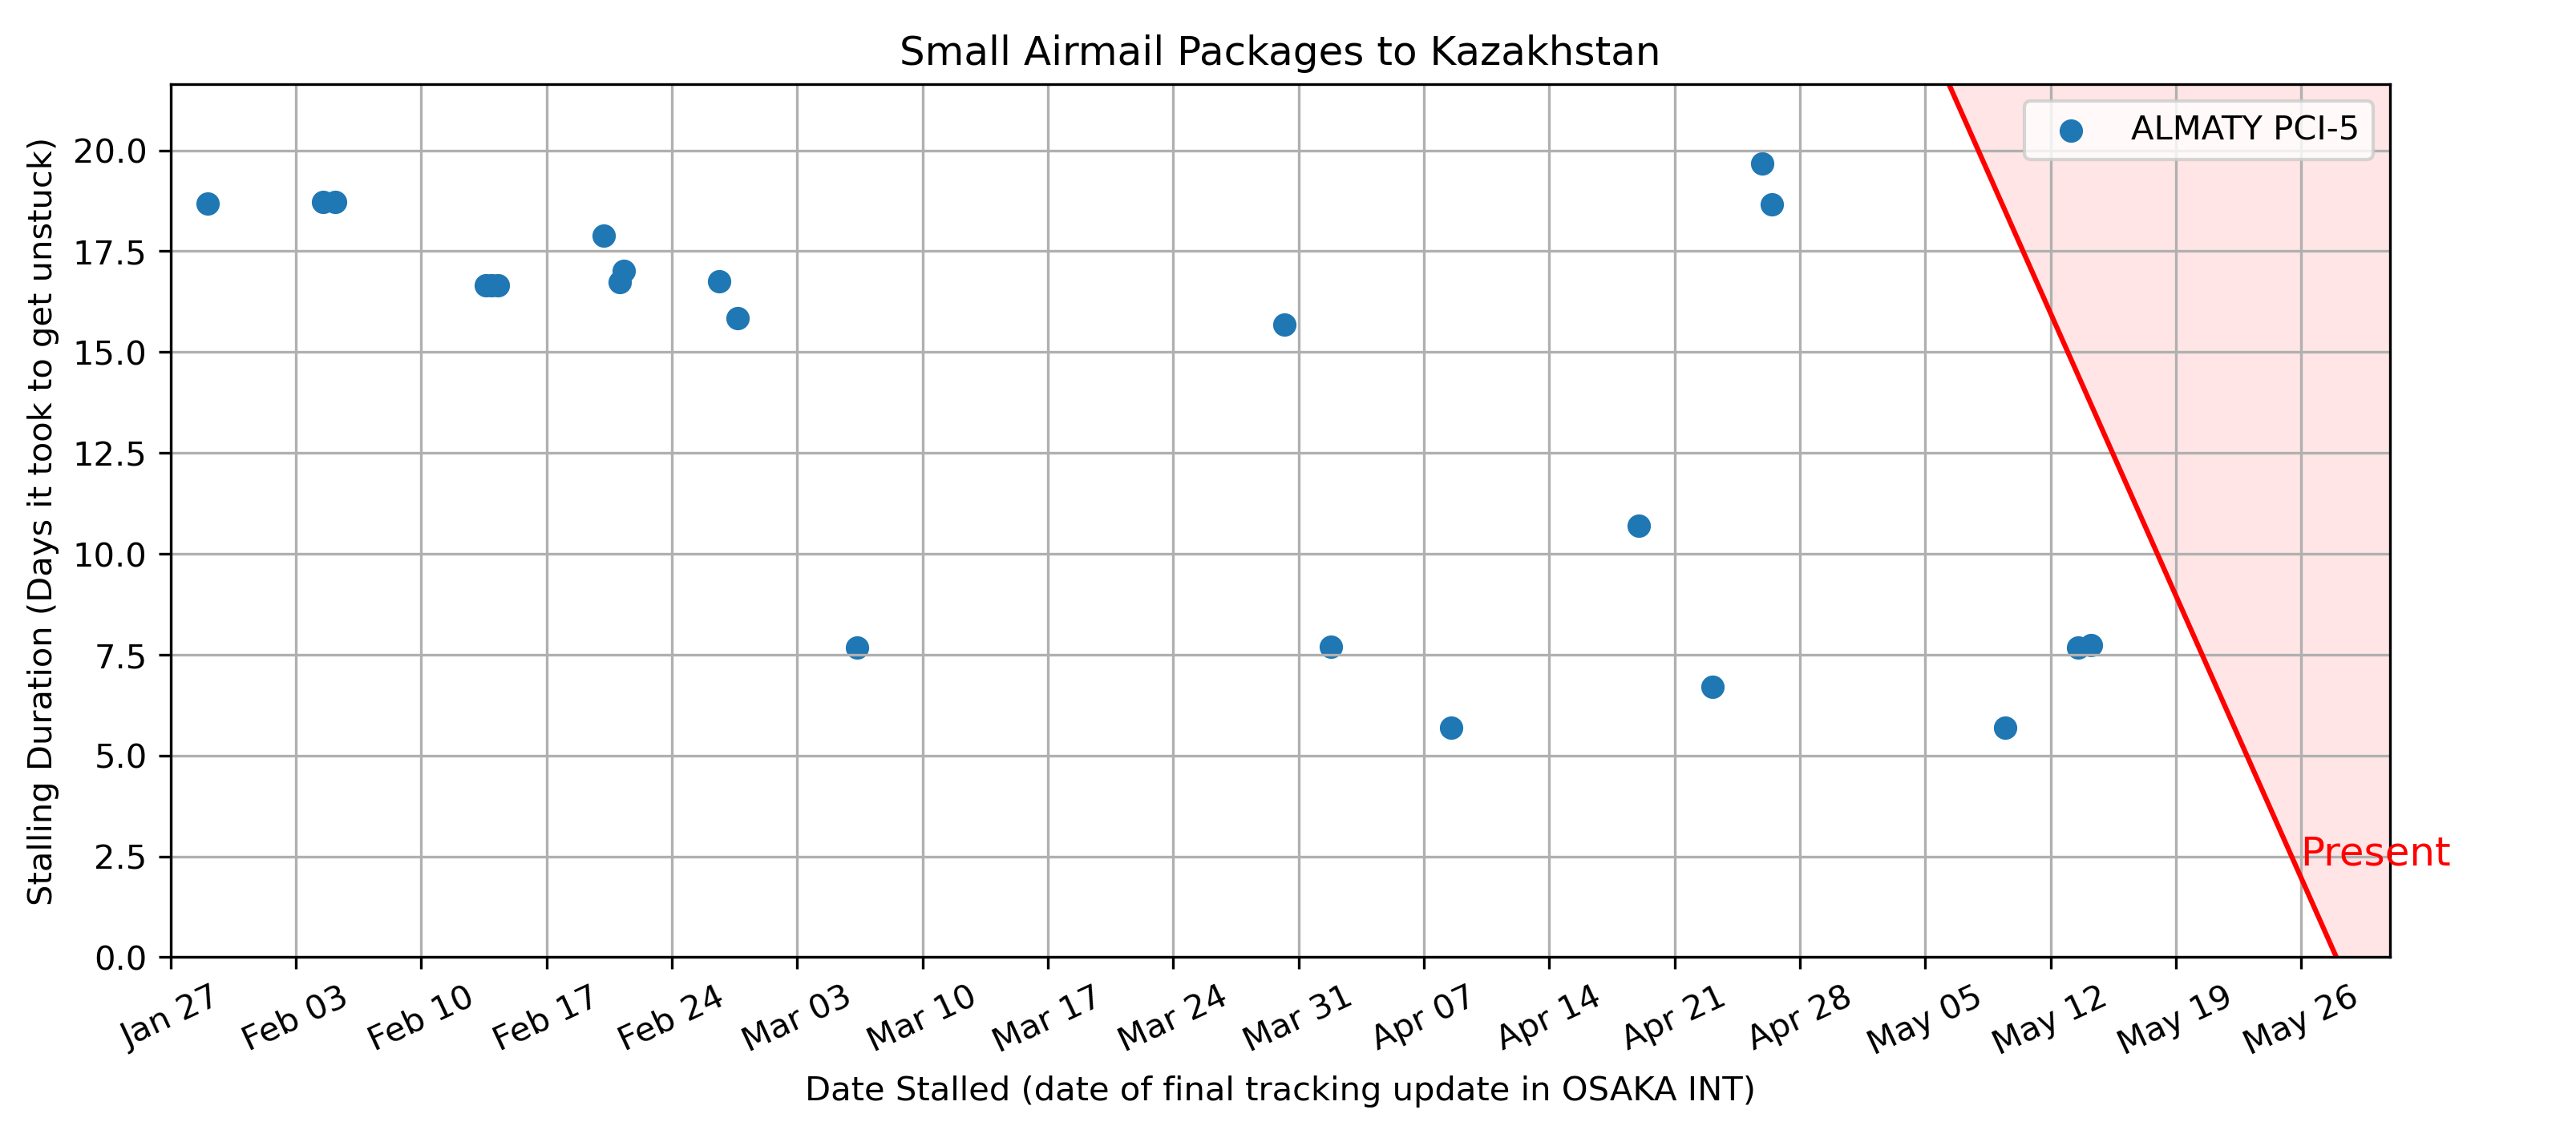 Small Airmail Packages to Kazakhstan
ALMATY PCI-5
Stalling Duration (Days it took to get unstuck)
20.0
17.5
15.0
12.5
10.0
7.5
5.0
2.5
0.0
Present
Jan 27 Feb 03 Feb 10 Feb 17 Feb 24 Mar 03 Mar 10 Mar 17 Mar 24 Mar 31 Apr 07 Apr 14 Apr 21 Apr 28 May 05 May 12 May 19 May 26
Date Stalled (date of final tracking update in OSAKA INT)